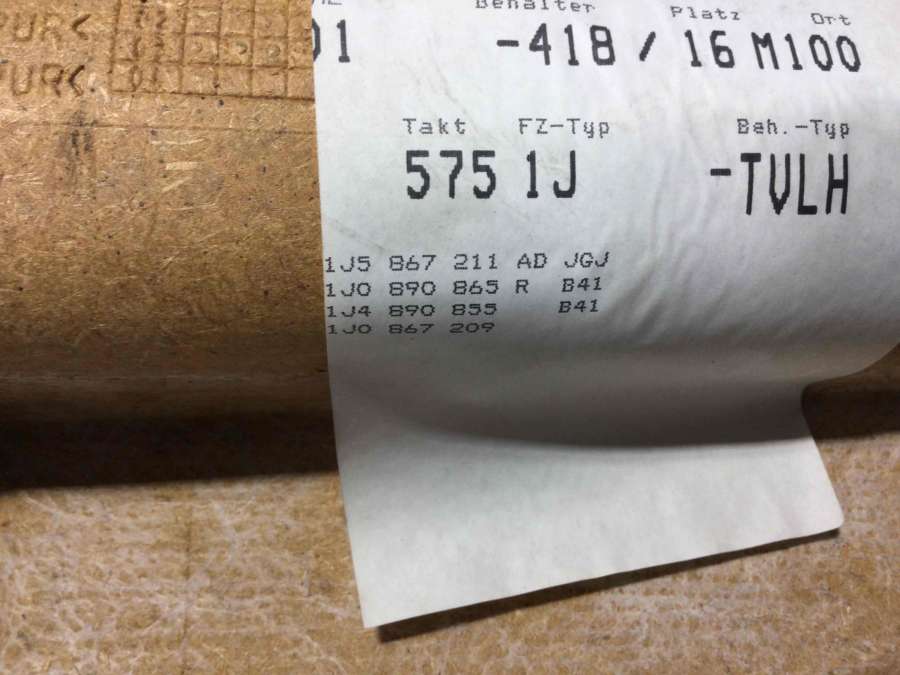 Behälter Platz Ort
01 -418 / 16 M100
Takt FZ-Typ Beh.-Typ
575 1J -TVLH
1J5 867 211 AD JGJ
1J0 890 865 R B41
1J4 890 855 B41
1J0 867 209